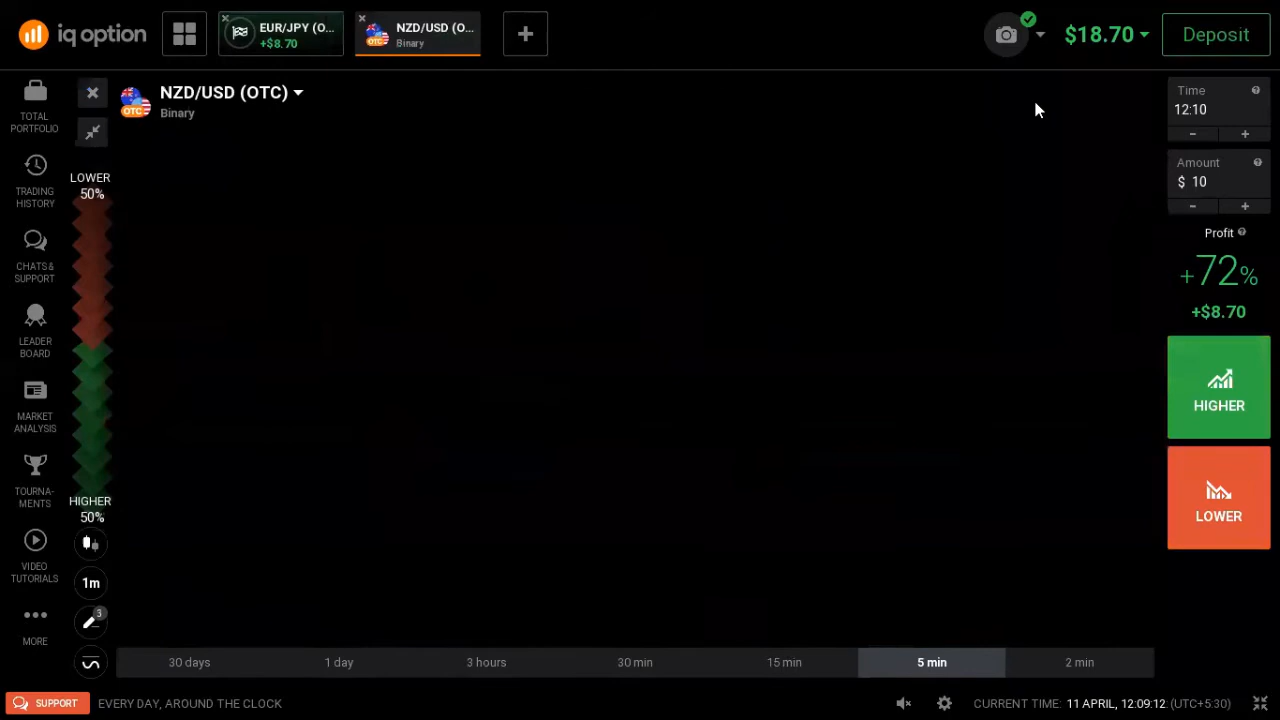 iq option
EUR/JPY (O...
+$8.70
NZD/USD (O...
Binary
$18.70
Deposit
TOTAL
PORTFOLIO
TRADING
HISTORY
CHATS &
SUPPORT
LEADER
BOARD
MARKET
ANALYSIS
TOURNA-
MENTS
VIDEO
TUTORIALS
MORE
OTC
NZD/USD (OTC)
Binary
LOWER
50%
HIGHER
50%
1m
3
Time
12:10
- +
Amount
$ 10
- +
Profit
+72%
+$8.70
HIGHER
LOWER
30 days 1 day 3 hours 30 min 15 min 5 min 2 min
SUPPORT EVERY DAY, AROUND THE CLOCK
CURRENT TIME: 11 APRIL, 12:09:12 (UTC+5:30)